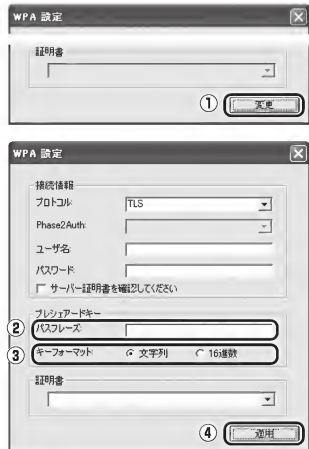 WPA 設定
証明書
① 変更
WPA 設定
接続情報
プロトコル: TLS
Phase2Auth:
ユーザ名:
パスワード:
サーバー証明書を確認してください
プレシェアードキー
② パスフレーズ:
③ キーフォーマット: 文字列 16進数
証明書
④ 適用